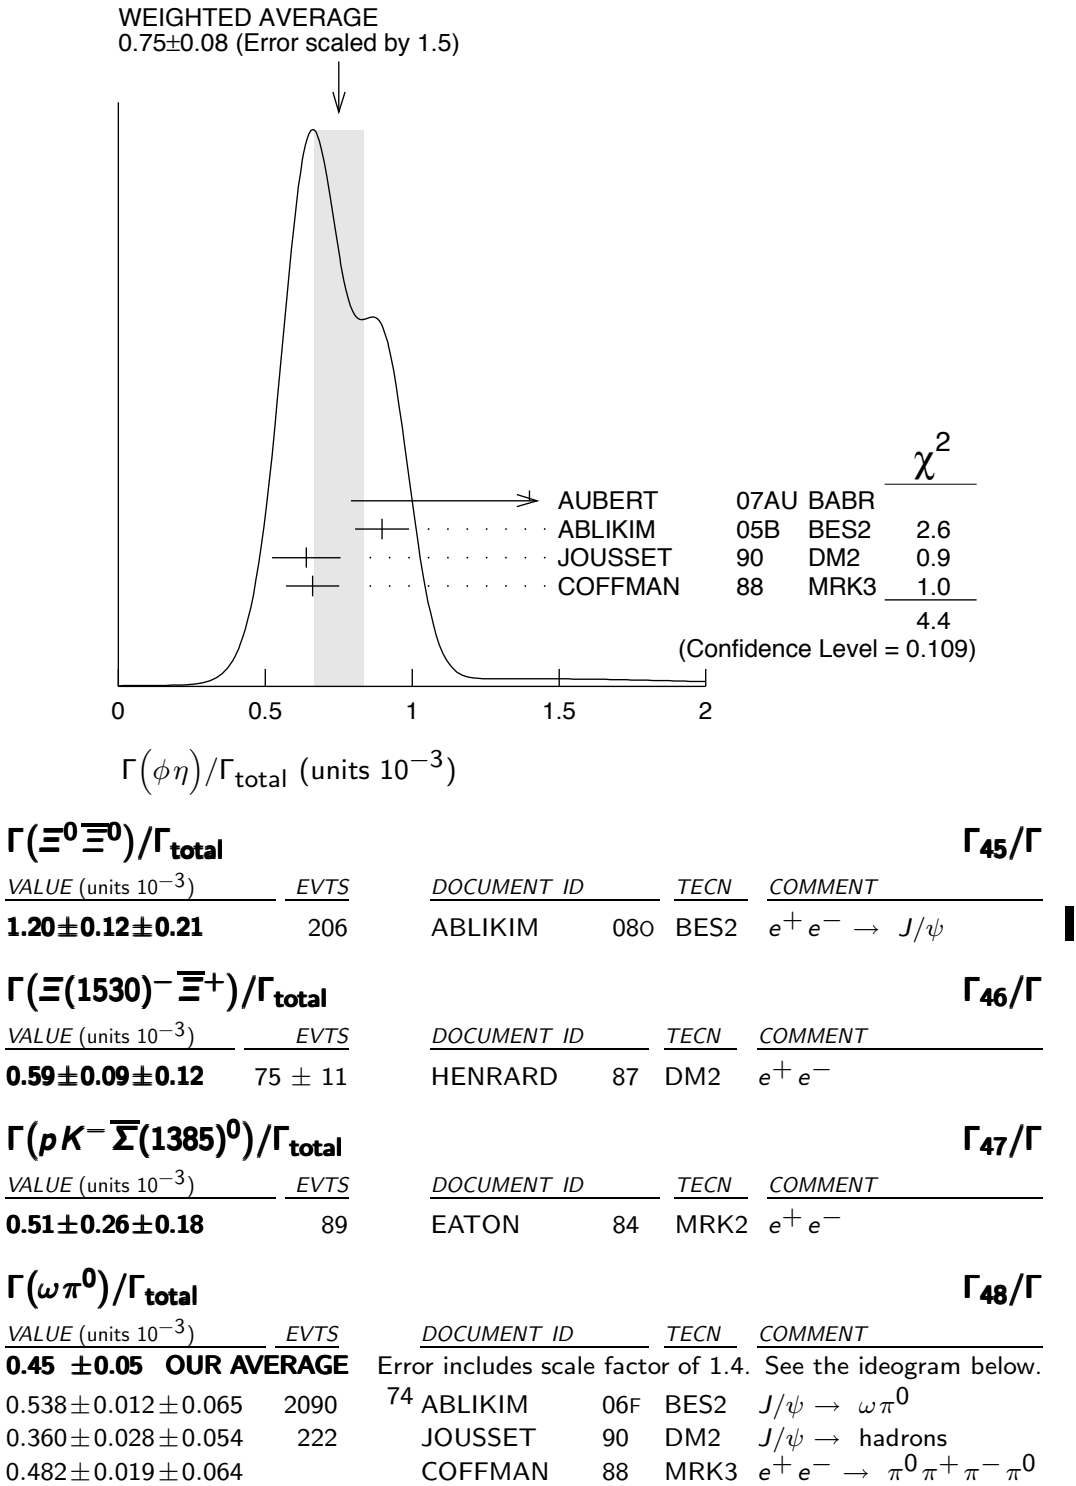 WEIGHTED AVERAGE
0.75±0.08 (Error scaled by 1.5)
χ²
AUBERT 07AU BABR
ABLIKIM 05B BES2 2.6
JOUSSET 90 DM2 0.9
COFFMAN 88 MRK3 1.0
4.4
(Confidence Level = 0.109)
0 0.5 1 1.5 2
Γ(φη)/Γtotal (units 10⁻³)
Γ(Ξ⁰Ξ̅⁰)/Γtotal Γ₄₅/Γ
VALUE (units 10⁻³) EVTS DOCUMENT ID TECN COMMENT
1.20±0.12±0.21 206 ABLIKIM 08O BES2 e⁺e⁻ → J/ψ
Γ(Ξ(1530)⁻Ξ̅⁺)/Γtotal Γ₄₆/Γ
VALUE (units 10⁻³) EVTS DOCUMENT ID TECN COMMENT
0.59±0.09±0.12 75 ± 11 HENRARD 87 DM2 e⁺e⁻
Γ(pK⁻Σ̅(1385)⁰)/Γtotal Γ₄₇/Γ
VALUE (units 10⁻³) EVTS DOCUMENT ID TECN COMMENT
0.51±0.26±0.18 89 EATON 84 MRK2 e⁺e⁻
Γ(ωπ⁰)/Γtotal Γ₄₈/Γ
VALUE (units 10⁻³) EVTS DOCUMENT ID TECN COMMENT
0.45 ±0.05 OUR AVERAGE Error includes scale factor of 1.4. See the ideogram below.
0.538±0.012±0.065 2090 ⁷⁴ ABLIKIM 06F BES2 J/ψ → ωπ⁰
0.360±0.028±0.054 222 JOUSSET 90 DM2 J/ψ → hadrons
0.482±0.019±0.064 COFFMAN 88 MRK3 e⁺e⁻ → π⁰π⁺π⁻π⁰